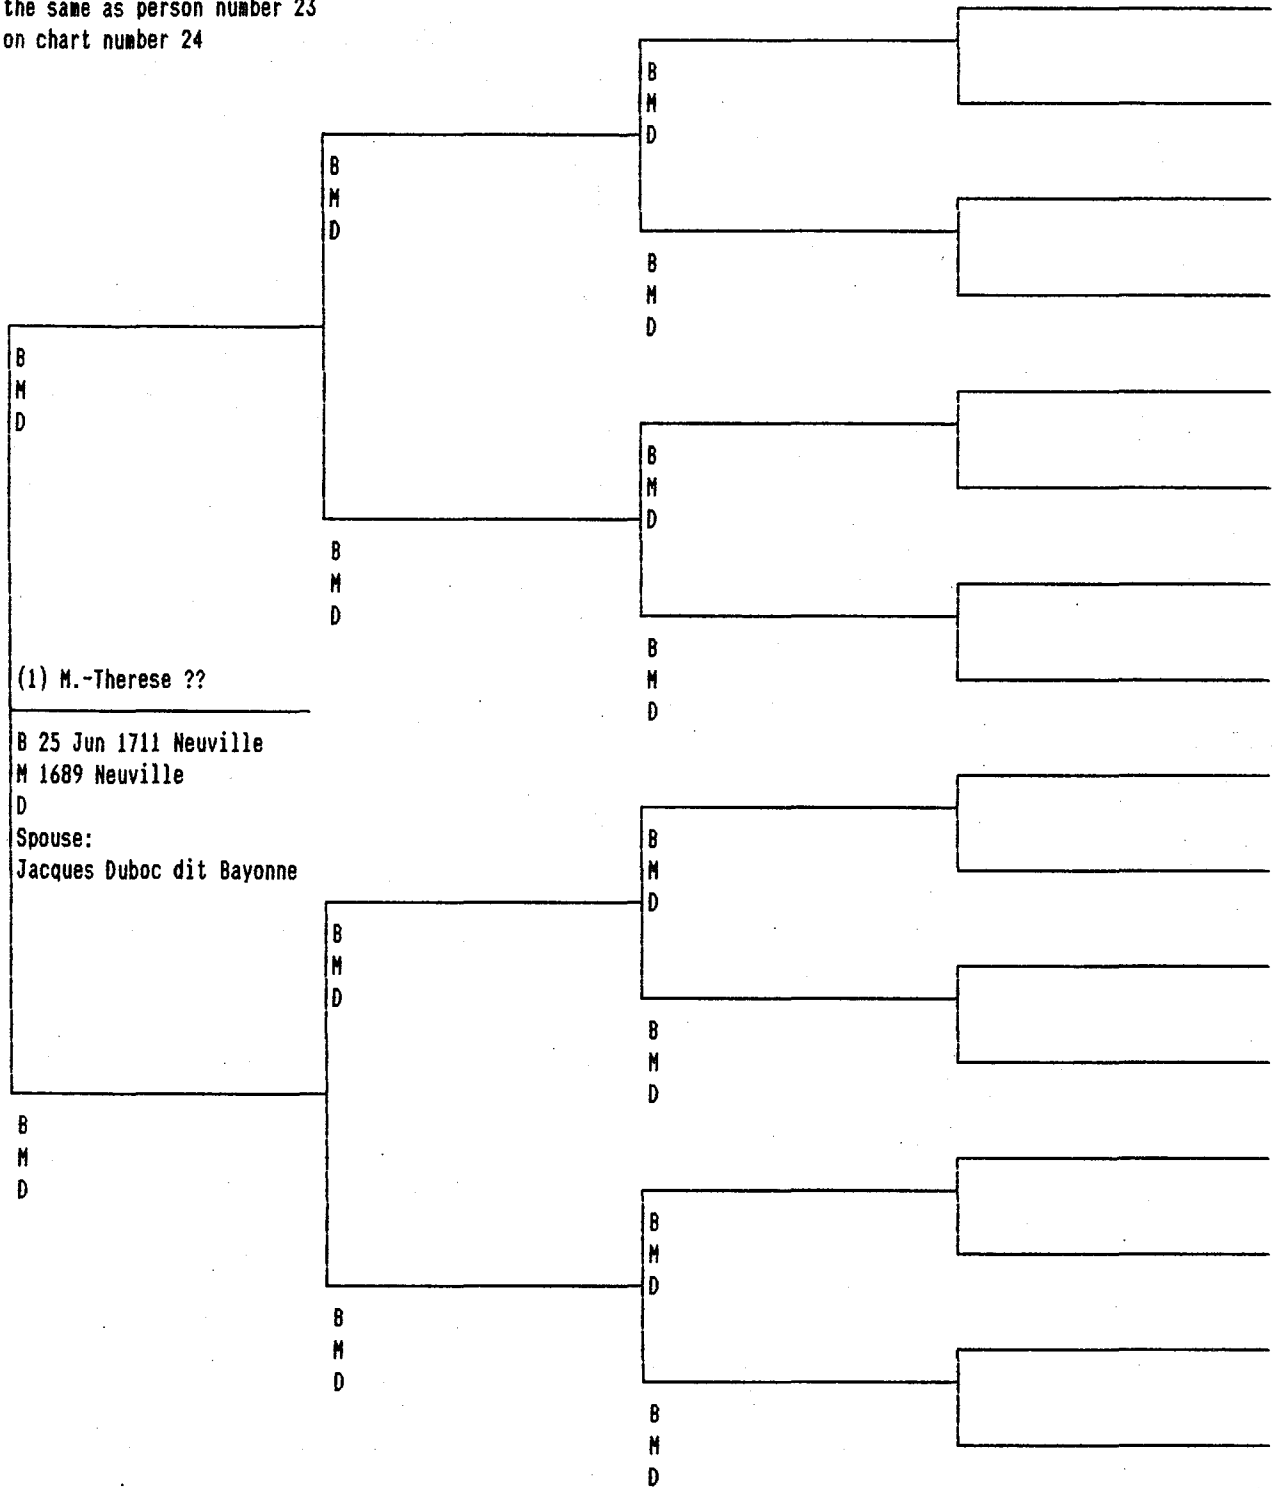 the same as person number 23
on chart number 24
B
M
D
B
M
D
B
M
D
B
M
D
B
M
D
B
M
D
B
M
D
(1) M.-Therese ??
B 25 Jun 1711 Neuville
M 1689 Neuville
D
Spouse:
Jacques Duboc dit Bayonne
B
M
D
B
M
D
B
M
D
B
M
D
B
M
D
B
M
D
B
M
D